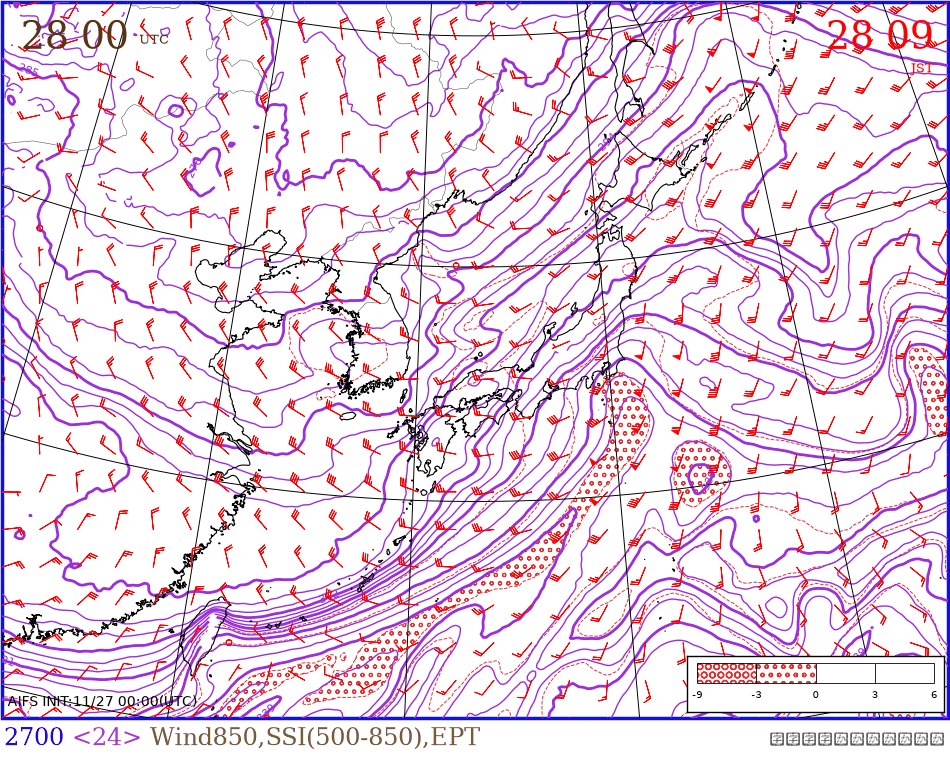 28 00 UTC
28 09
JST
285
AIFS INIT:11/27 00:00(UTC)
-9 -3 0 3 6
2700 <24> Wind850,SSI(500-850),EPT